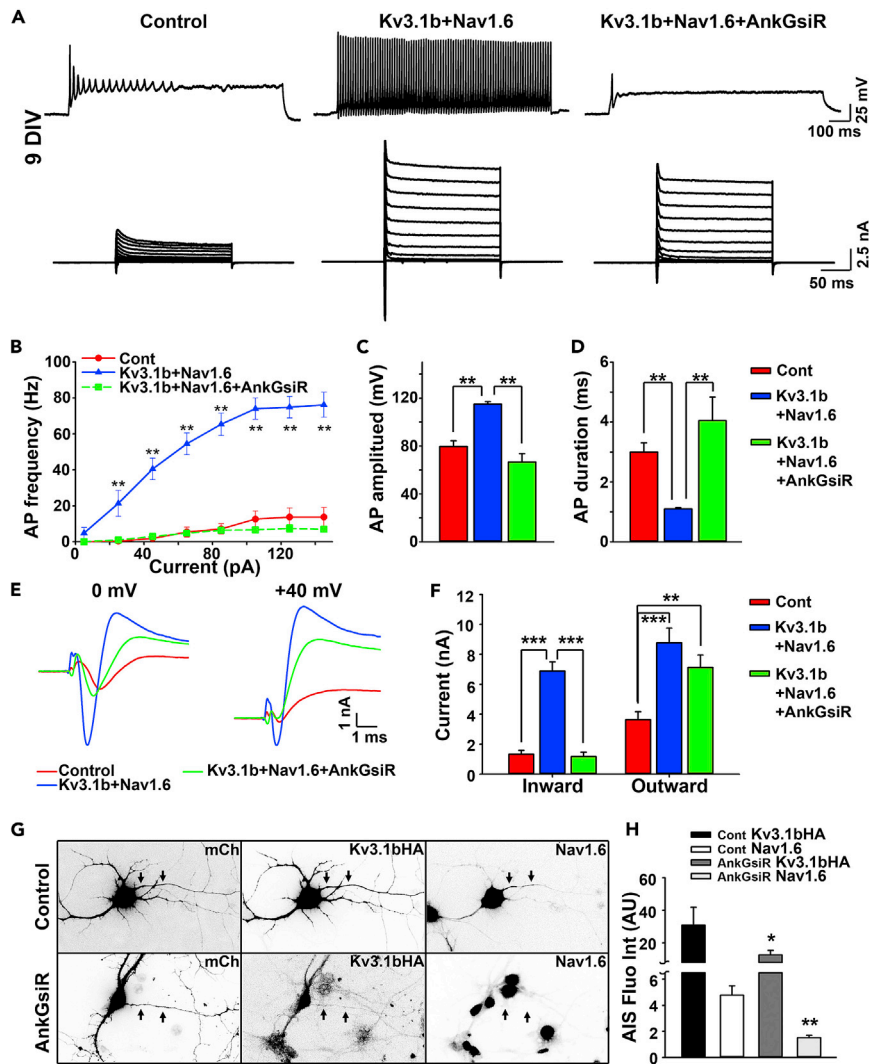 A
Control
Kv3.1b+Nav1.6
Kv3.1b+Nav1.6+AnkGsiR
9 DIV
25 mV
100 ms
2.5 nA
50 ms
B
Cont
Kv3.1b+Nav1.6
Kv3.1b+Nav1.6+AnkGsiR
AP frequency (Hz)
100
80
60
40
20
0
** ** ** ** ** ** ** **
0 40 80 120
Current (pA)
C
AP amplitued (mV)
120
80
40
0
** **
D
AP duration (ms)
6
4
2
0
** **
Cont
Kv3.1b
+Nav1.6
Kv3.1b
+Nav1.6
+AnkGsiR
E
0 mV
+40 mV
1 nA
1 ms
Control
Kv3.1b+Nav1.6
Kv3.1b+Nav1.6+AnkGsiR
F
Current (nA)
12
10
8
6
4
2
0
*** ***
**
***
Inward
Outward
Cont
Kv3.1b
+Nav1.6
Kv3.1b
+Nav1.6
+AnkGsiR
G
Control
mCh
Kv3.1bHA
Nav1.6
AnkGsiR
mCh
Kv3.1bHA
Nav1.6
H
Cont Kv3.1bHA
Cont Nav1.6
AnkGsiR Kv3.1bHA
AnkGsiR Nav1.6
AIS Fluo Int (AU)
60
40
20
6
4
2
0
*
**